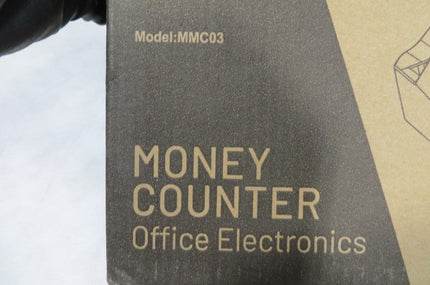 Model:MMC03
MONEY
COUNTER
Office Electronics